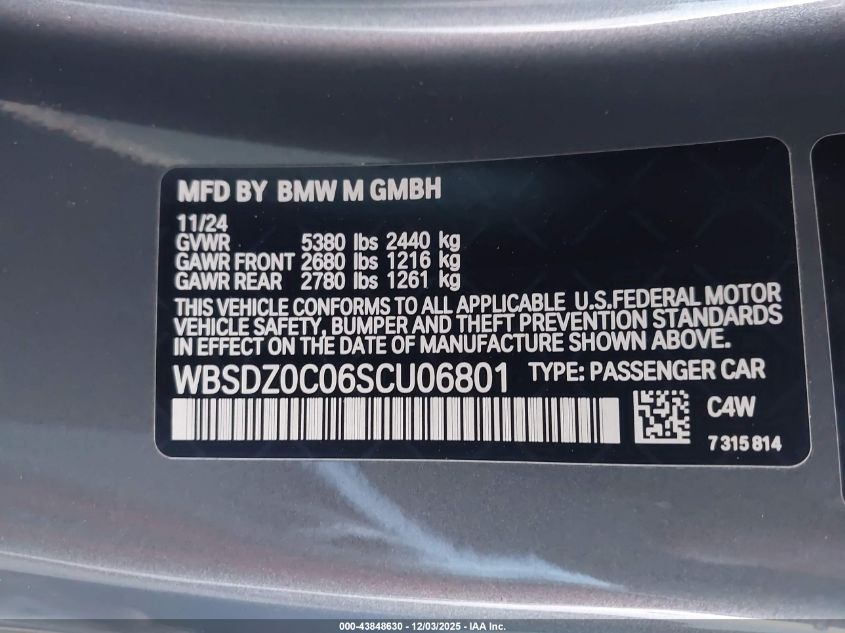 MFD BY BMW M GMBH
11/24
GVWR 5380 lbs 2440 kg
GAWR FRONT 2680 lbs 1216 kg
GAWR REAR 2780 lbs 1261 kg
THIS VEHICLE CONFORMS TO ALL APPLICABLE U.S.FEDERAL MOTOR
VEHICLE SAFETY, BUMPER AND THEFT PREVENTION STANDARDS
IN EFFECT ON THE DATE OF MANUFACTURE SHOWN ABOVE.
WBSDZ0C06SCU06801 TYPE: PASSENGER CAR
C4W
7315814
000-43848630 - 12/03/2025 - IAA Inc.